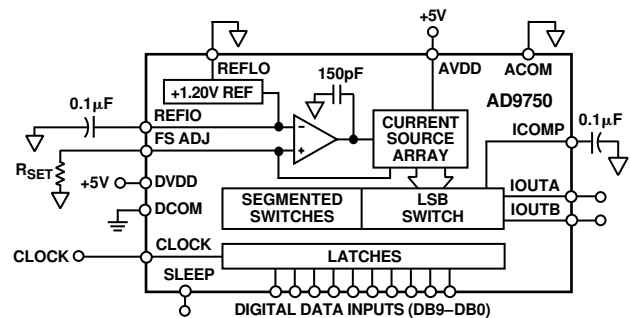 +5V
REFLO
150pF
AVDD
ACOM
+1.20V REF
AD9750
0.1µF
REFIO
–
CURRENT
SOURCE
ARRAY
ICOMP
0.1µF
FS ADJ
+
RSET
+5V
DVDD
SEGMENTED
SWITCHES
LSB
SWITCH
IOUTA
DCOM
IOUTB
CLOCK
CLOCK
LATCHES
SLEEP
DIGITAL DATA INPUTS (DB9–DB0)